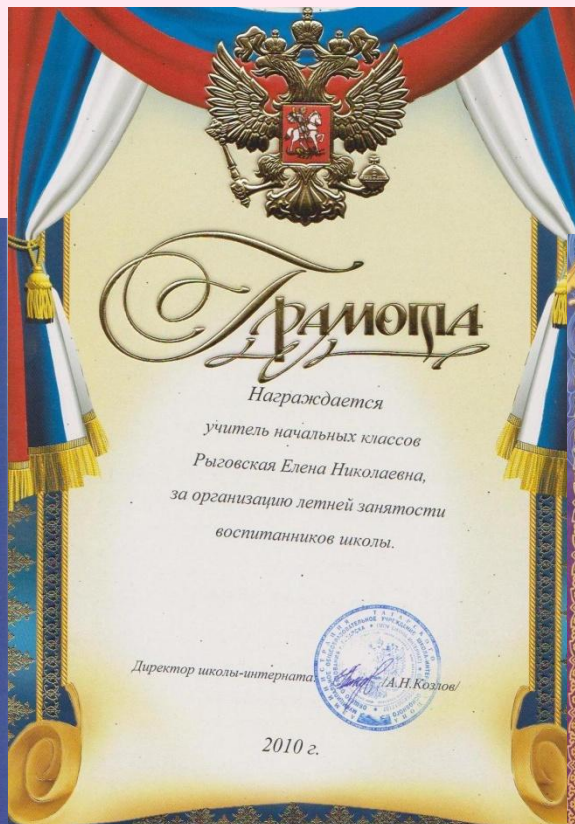 Грамота
Награждается
учитель начальных классов
Рыговская Елена Николаевна,
за организацию летней занятости
воспитанников школы.
Директор школы-интерната:
/А.Н.Козлов/
2010 г.